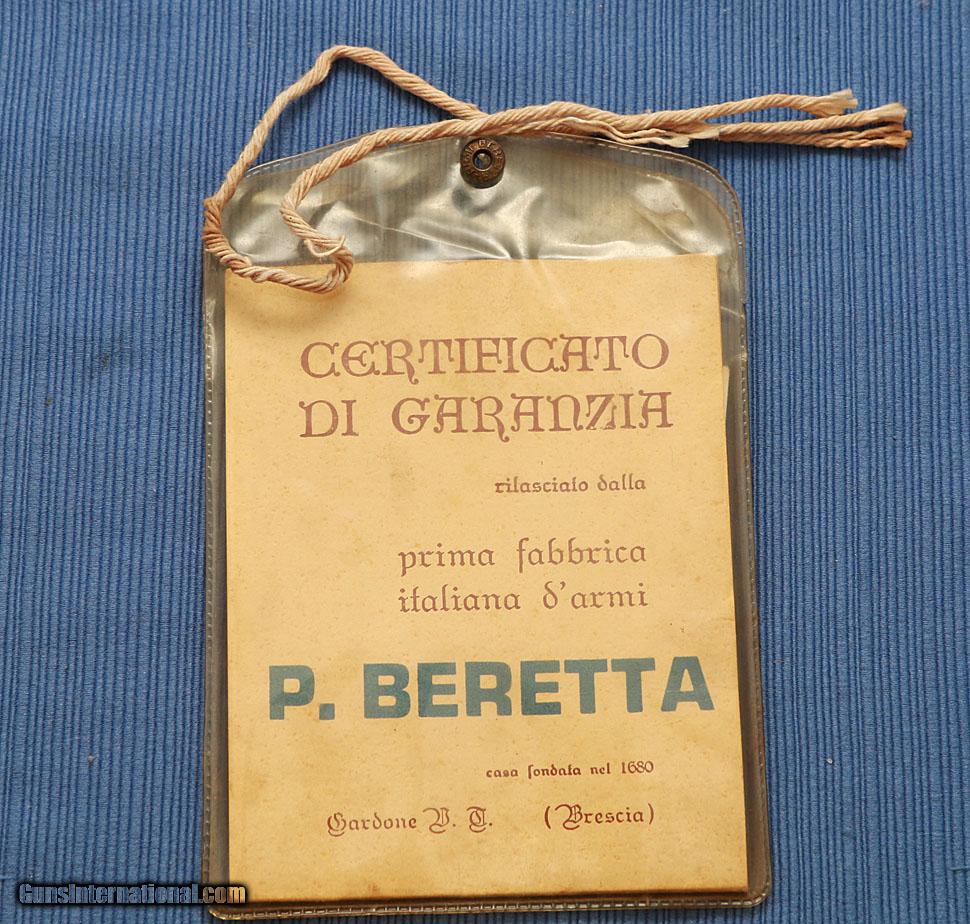 CERTIFICATO
DI GARANZIA
rilasciato dalla
prima fabbrica
italiana d'armi
P. BERETTA
casa fondata nel 1680
Gardone V. T. (Brescia)
GunsInternational.com